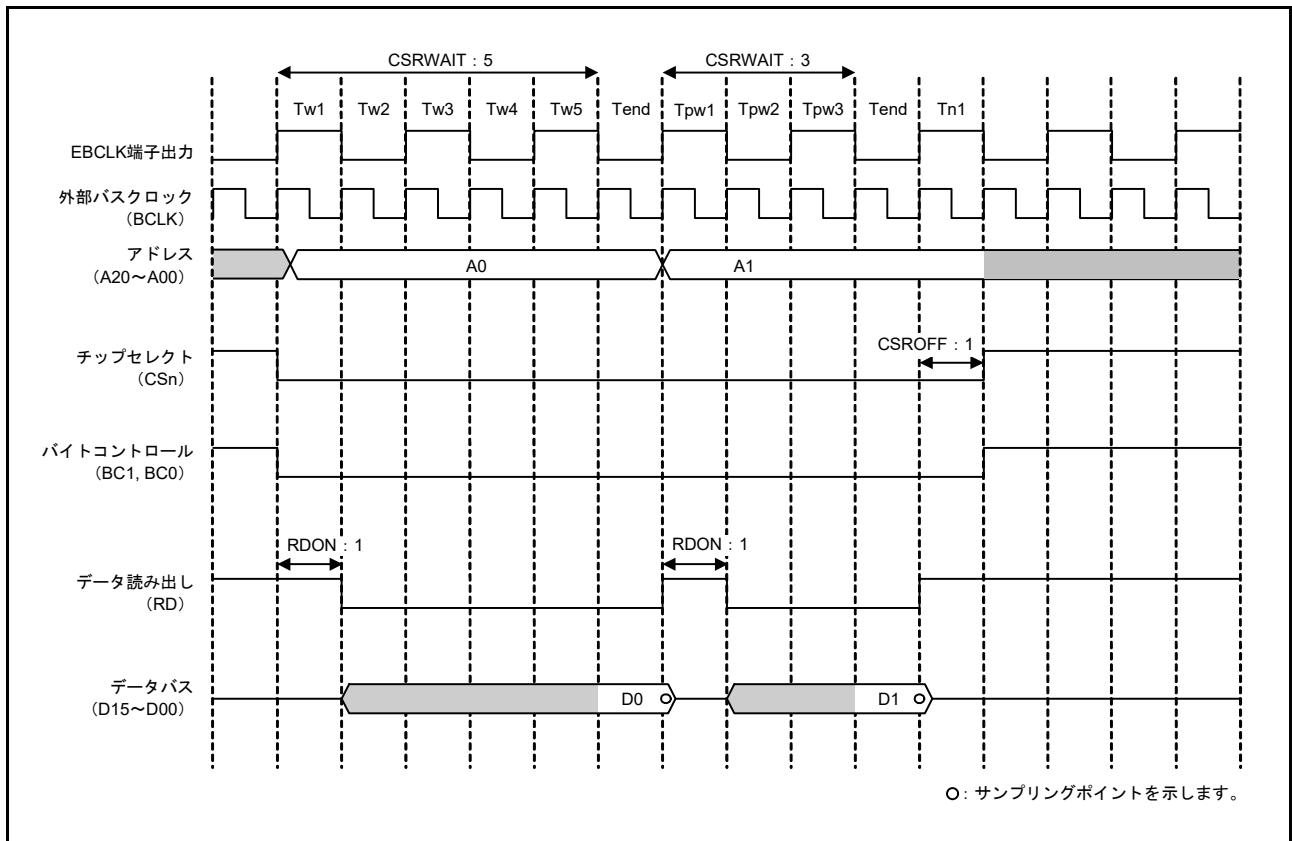 CSRWAIT：5
CSRWAIT：3
Tw1 Tw2 Tw3 Tw4 Tw5 Tend Tpw1 Tpw2 Tpw3 Tend Tn1
EBCLK端子出力
外部バスクロック
（BCLK）
アドレス
（A20～A00）
A0
A1
CSROFF：1
チップセレクト
（CSn）
バイトコントロール
（BC1, BC0）
RDON：1
RDON：1
データ読み出し
（RD）
データバス
（D15～D00）
D0
D1
：サンプリングポイントを示します。